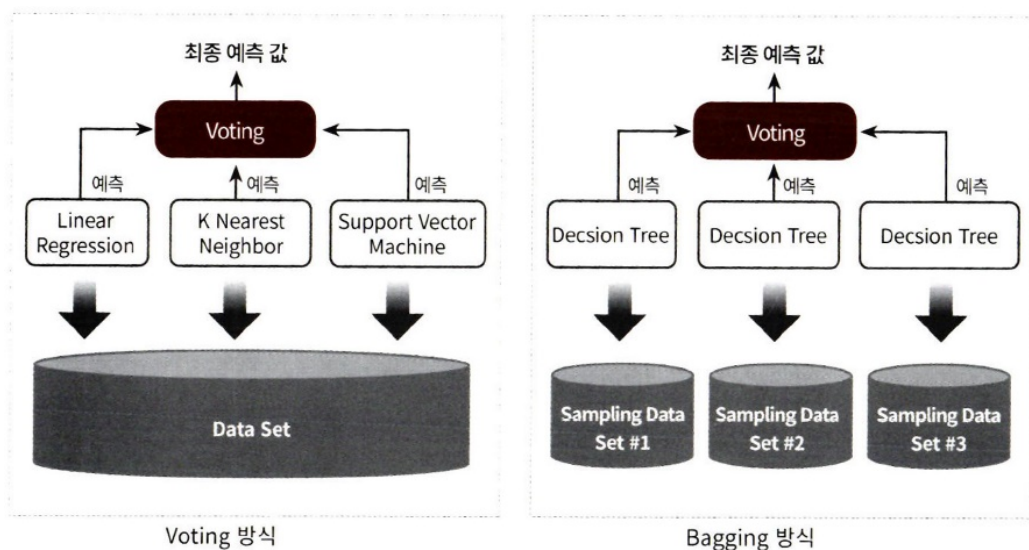 최종 예측 값
Voting
예측
예측
예측
Linear
Regression
K Nearest
Neighbor
Support Vector
Machine
Data Set
Voting 방식
최종 예측 값
Voting
예측
예측
예측
Decsion Tree
Decsion Tree
Decsion Tree
Sampling Data
Set #1
Sampling Data
Set #2
Sampling Data
Set #3
Bagging 방식